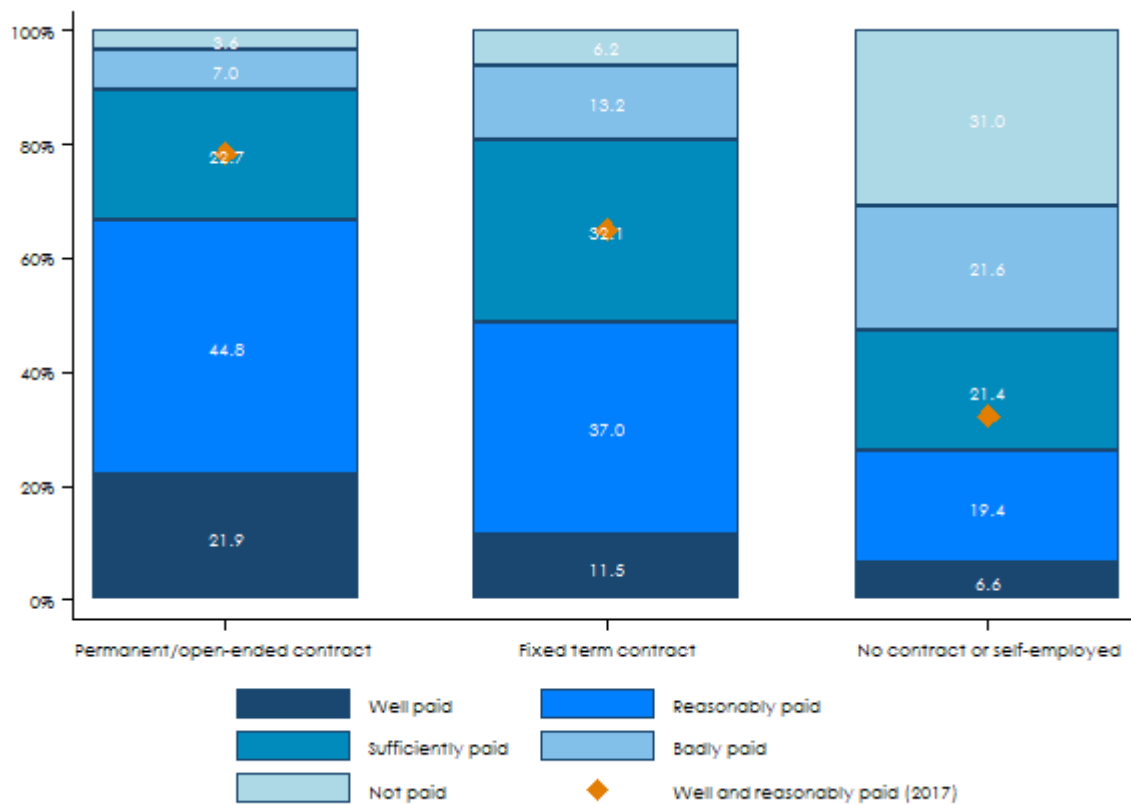 100%
80%
60%
40%
20%
0%
3.6
7.0
22.7
44.8
21.9
6.2
13.2
32.1
37.0
11.5
31.0
21.6
21.4
19.4
6.6
Permanent/open-ended contract
Fixed term contract
No contract or self-employed
Well paid
Reasonably paid
Sufficiently paid
Badly paid
Not paid
Well and reasonably paid (2017)